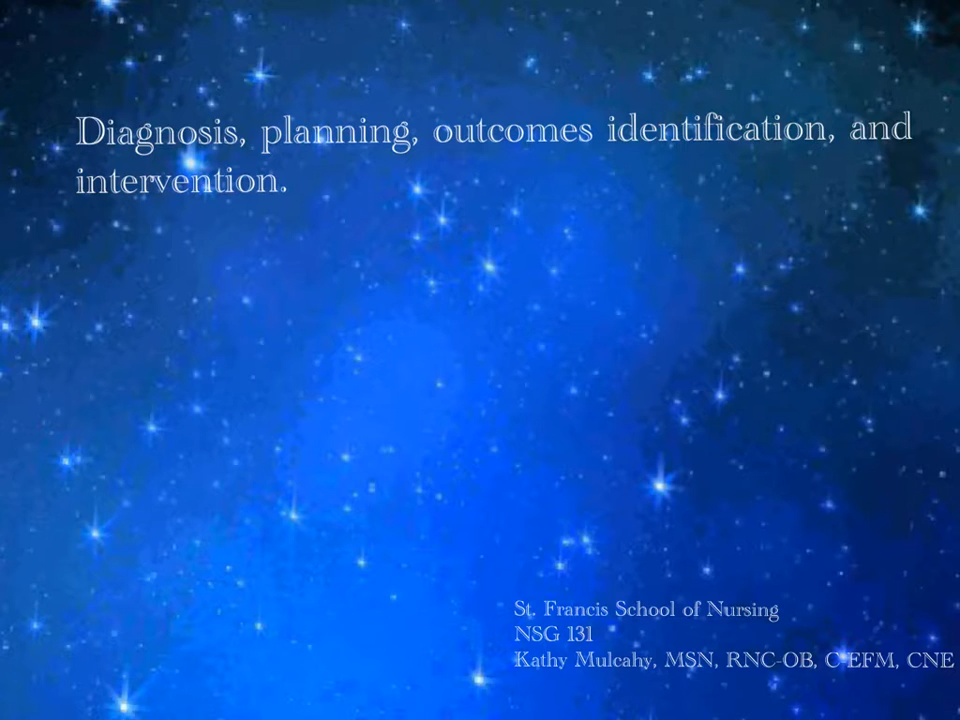 Diagnosis, planning, outcomes identification, and
intervention.
St. Francis School of Nursing
NSG 131
Kathy Mulcahy, MSN, RNC-OB, C-EFM, CNE